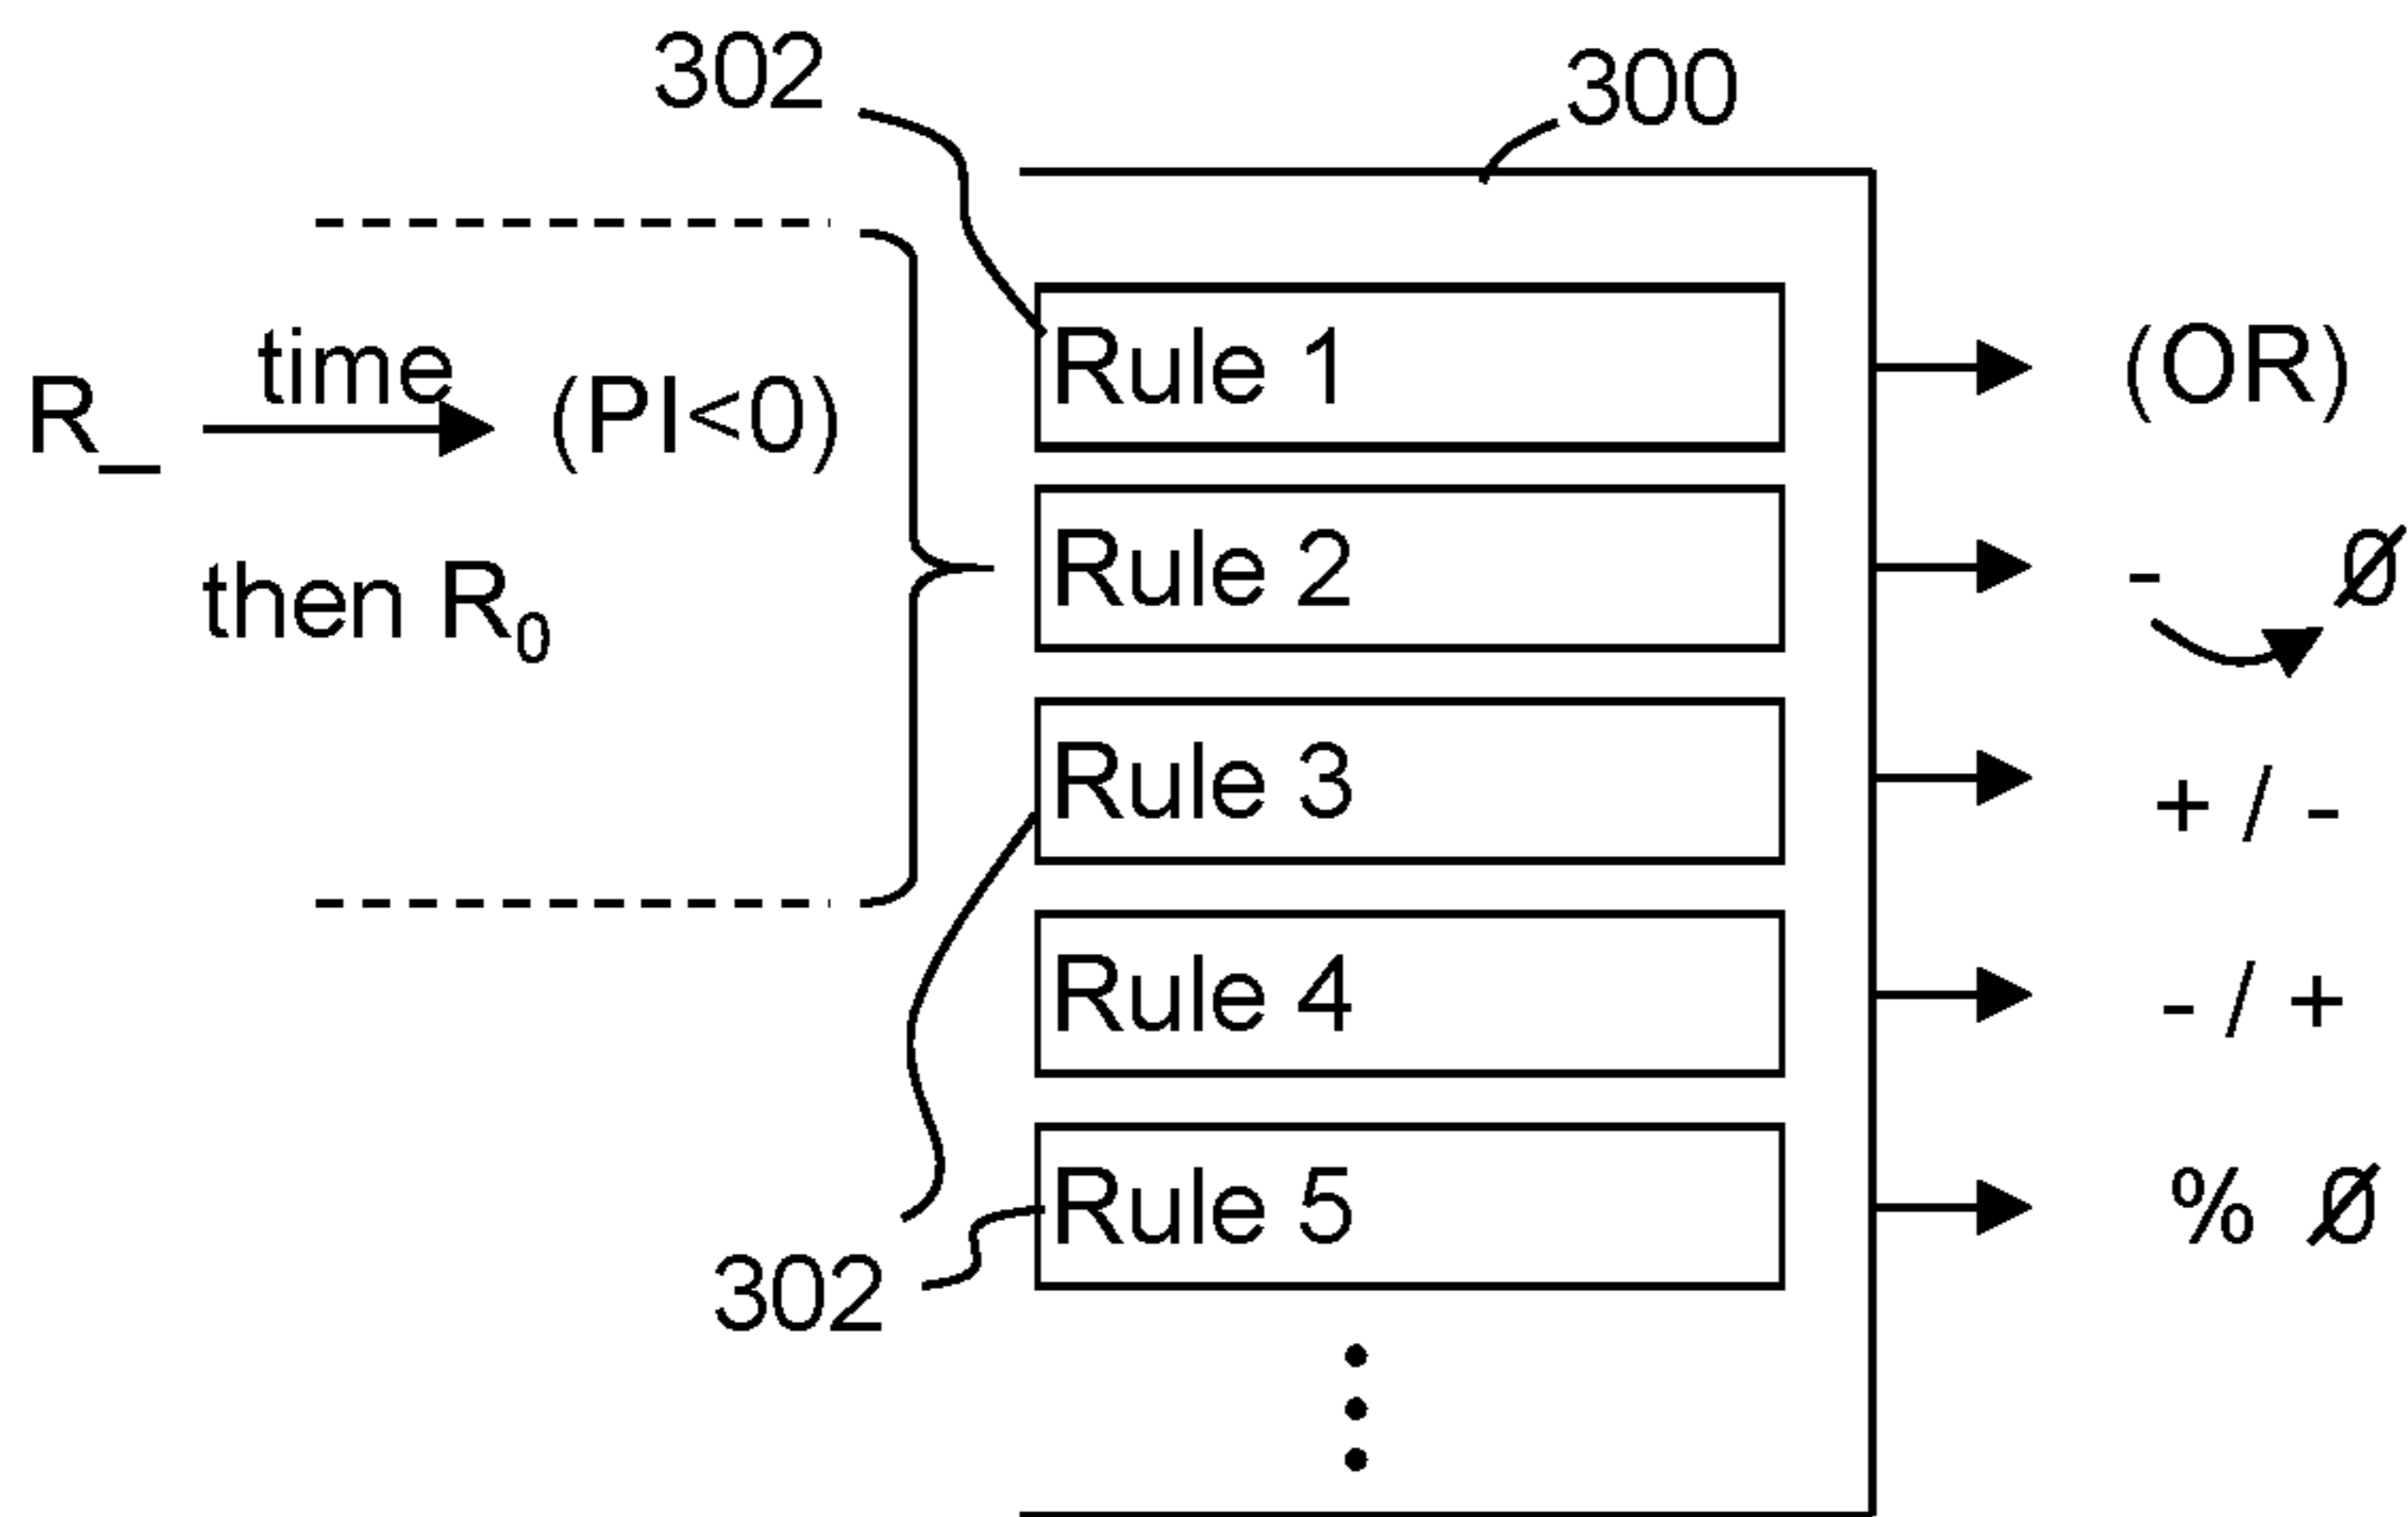 302
300
time
R_ (PI<0)
then R₀
Rule 1
(OR)
Rule 2
- Ø
Rule 3
+ / -
Rule 4
- / +
Rule 5
% Ø
302